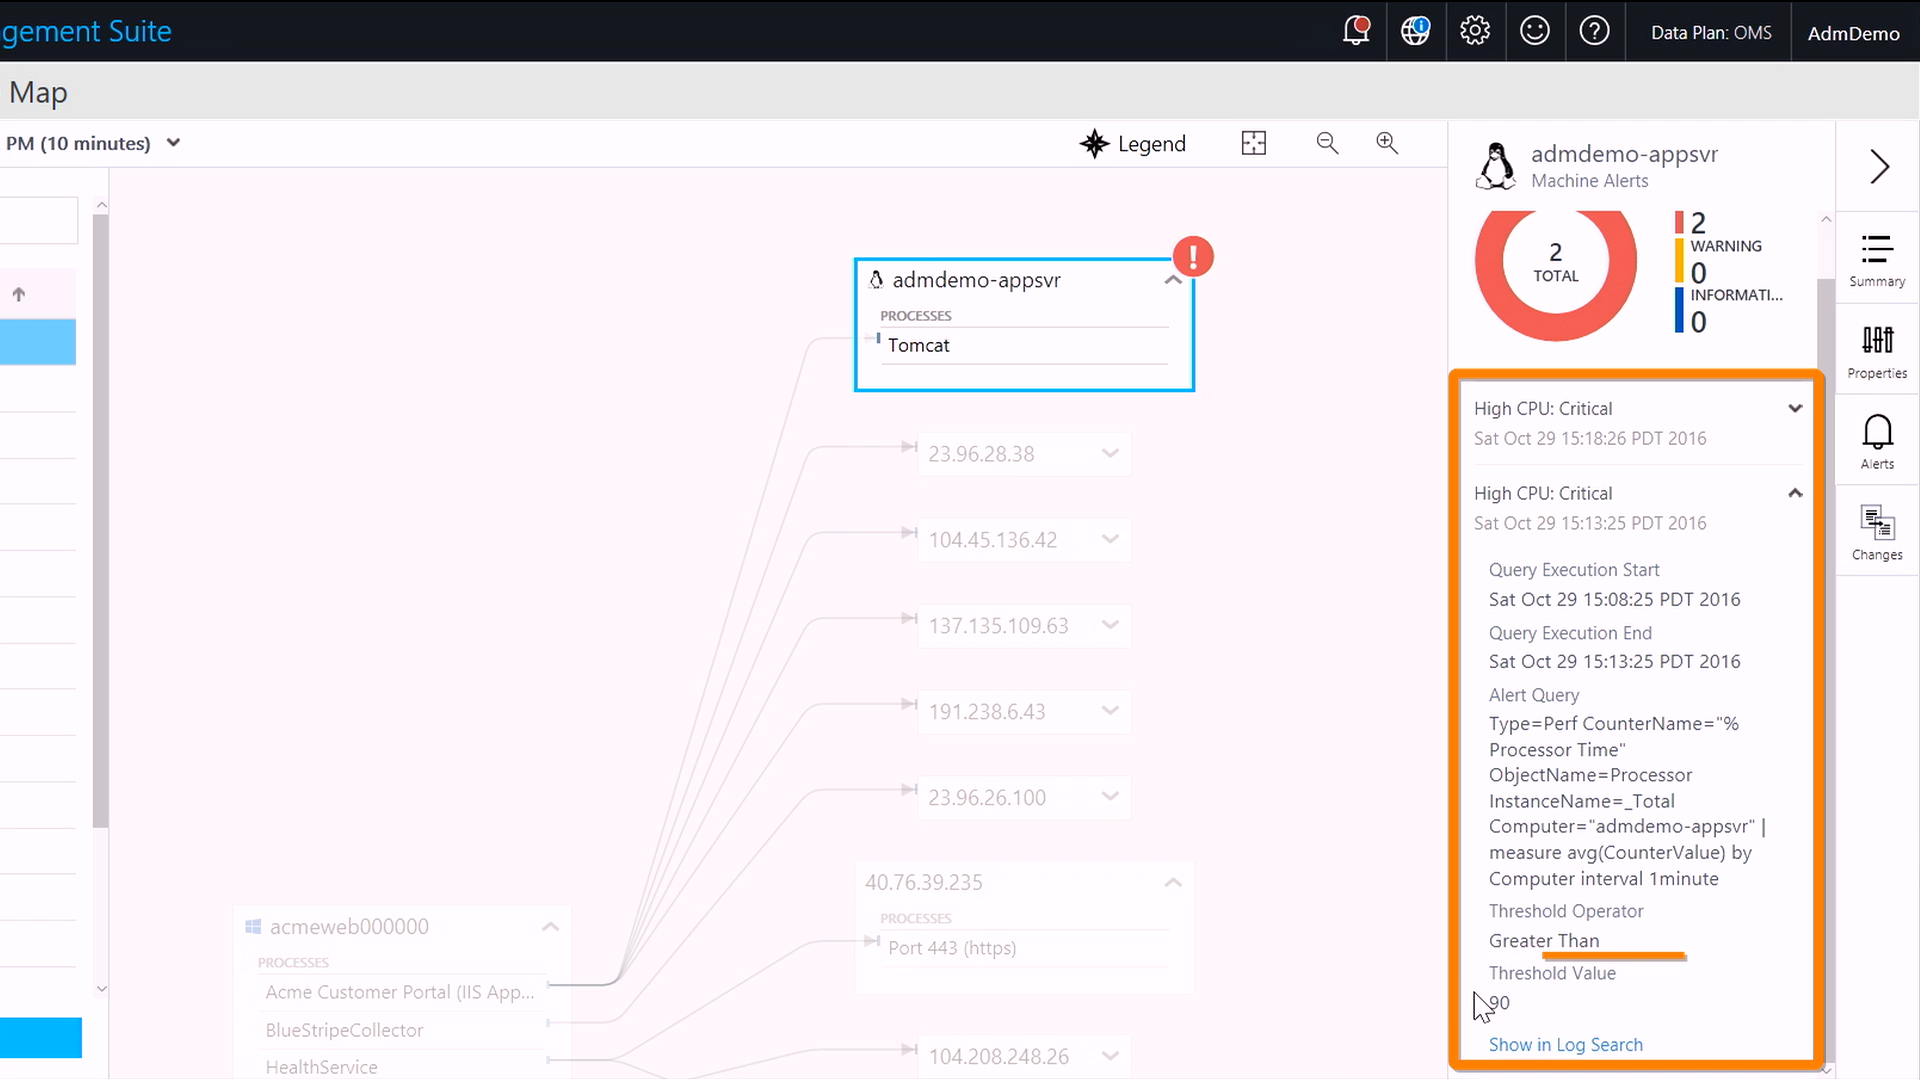 gement Suite
Data Plan: OMS
AdmDemo
Map
PM (10 minutes)
Legend
admdemo-appsvr
PROCESSES
Tomcat
23.96.28.38
104.45.136.42
137.135.109.63
191.238.6.43
23.96.26.100
40.76.39.235
PROCESSES
Port 443 (https)
104.208.248.26
acmeweb000000
PROCESSES
Acme Customer Portal (IIS App...
BlueStripeCollector
HealthService
admdemo-appsvr
Machine Alerts
2
TOTAL
2
WARNING
0
INFORMATI...
0
High CPU: Critical
Sat Oct 29 15:18:26 PDT 2016
High CPU: Critical
Sat Oct 29 15:13:25 PDT 2016
Query Execution Start
Sat Oct 29 15:08:25 PDT 2016
Query Execution End
Sat Oct 29 15:13:25 PDT 2016
Alert Query
Type=Perf CounterName="%
Processor Time"
ObjectName=Processor
InstanceName=_Total
Computer="admdemo-appsvr" |
measure avg(CounterValue) by
Computer interval 1minute
Threshold Operator
Greater Than
Threshold Value
90
Show in Log Search
Summary
Properties
Alerts
Changes